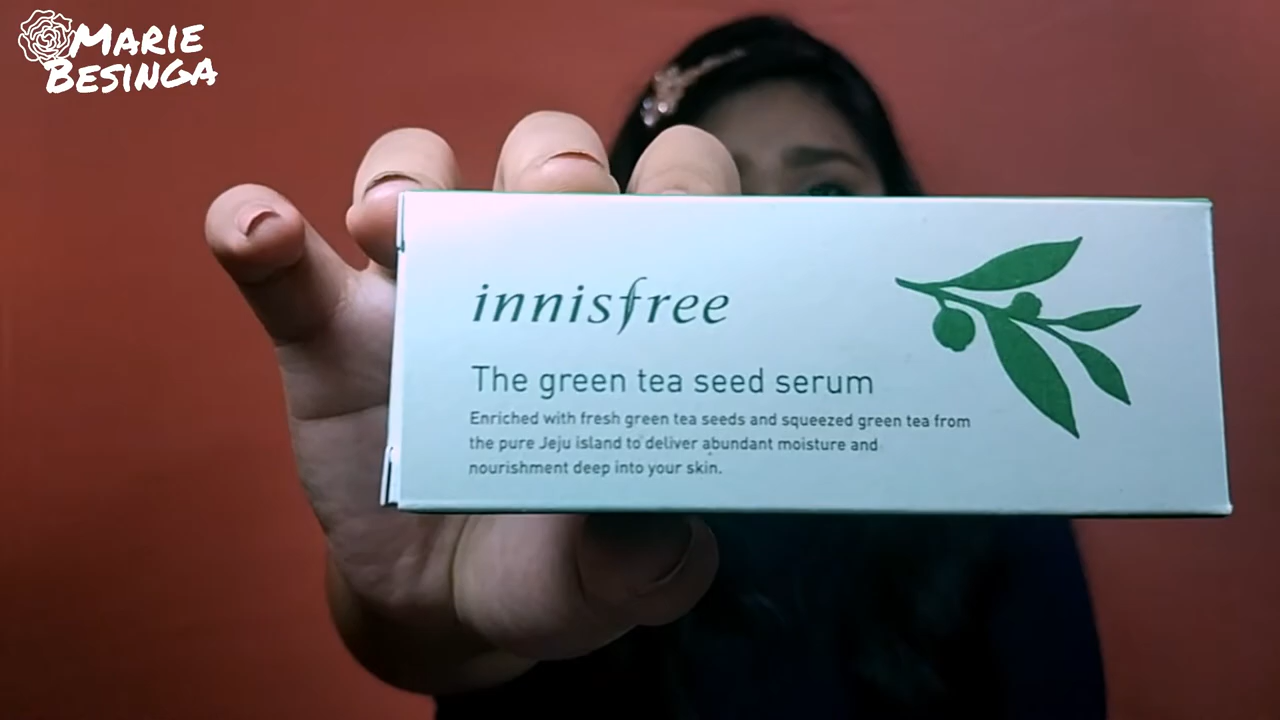 MARIE
BESINGA
innisfree
The green tea seed serum
Enriched with fresh green tea seeds and squeezed green tea from
the pure Jeju island to deliver abundant moisture and
nourishment deep into your skin.